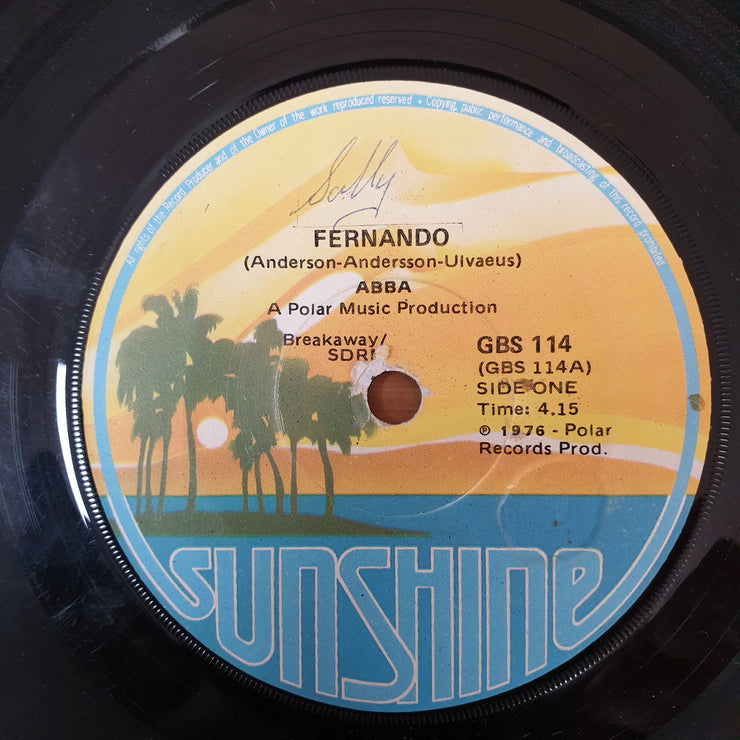 All rights of the Record Producer and of the Owner of the work reproduced reserved • Copying, public performance and broadcasting of this record prohibited
Sally
FERNANDO
(Anderson-Andersson-Ulvaeus)
ABBA
A Polar Music Production
Breakaway/
SDRM
GBS 114
(GBS 114A)
SIDE ONE
Time: 4.15
℗ 1976 - Polar
Records Prod.
SUNSHINE